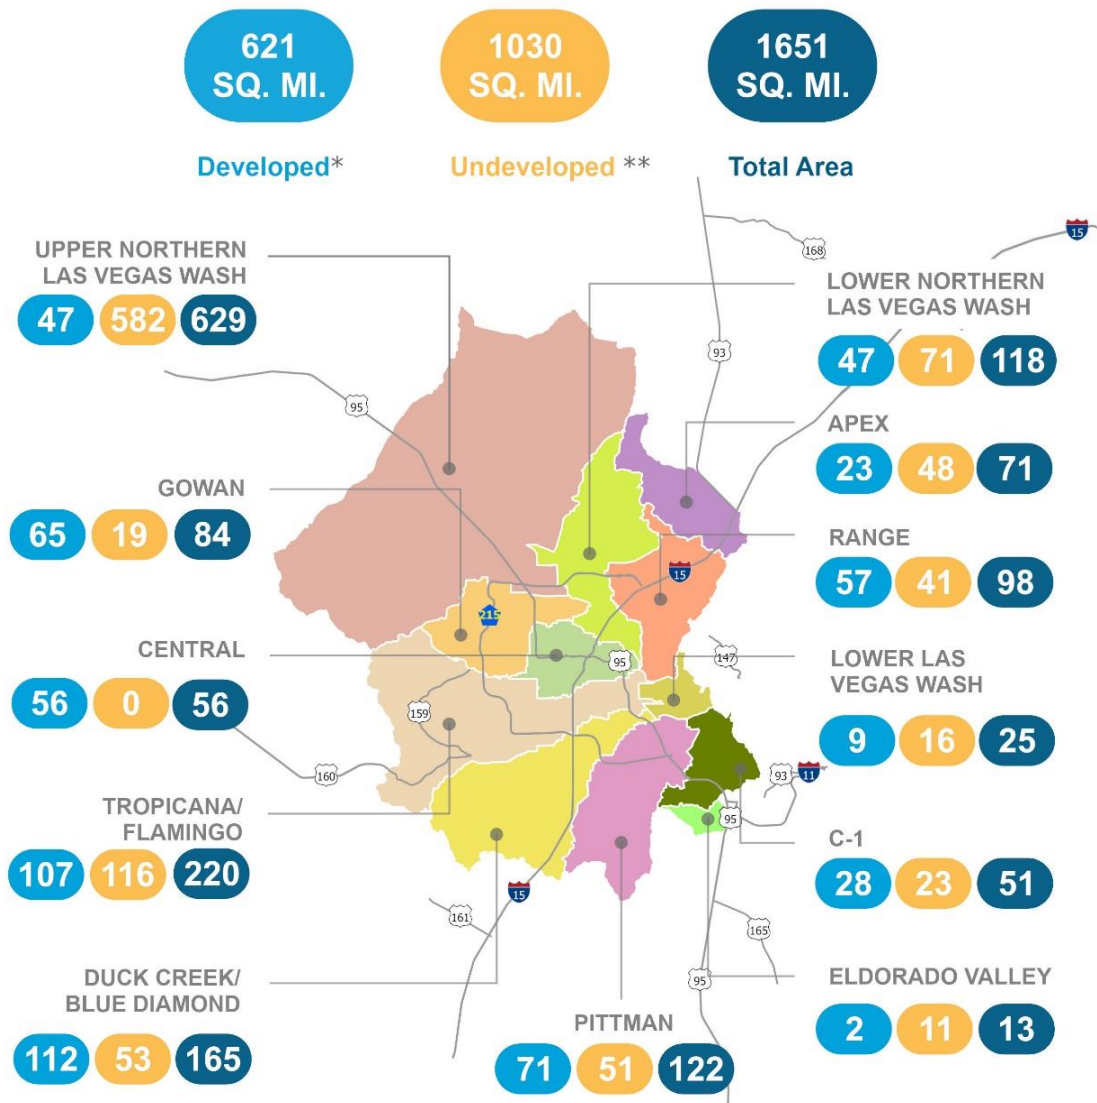 621
SQ. MI.
1030
SQ. MI.
1651
SQ. MI.
Developed*
Undeveloped **
Total Area
UPPER NORTHERN
LAS VEGAS WASH
47 582 629
LOWER NORTHERN
LAS VEGAS WASH
47 71 118
APEX
23 48 71
GOWAN
65 19 84
RANGE
57 41 98
CENTRAL
56 0 56
LOWER LAS
VEGAS WASH
9 16 25
TROPICANA/
FLAMINGO
107 116 220
C-1
28 23 51
DUCK CREEK/
BLUE DIAMOND
112 53 165
PITTMAN
71 51 122
ELDORADO VALLEY
2 11 13
15
168
93
95
15
215
95
147
159
160
93
11
95
15
161
165
95